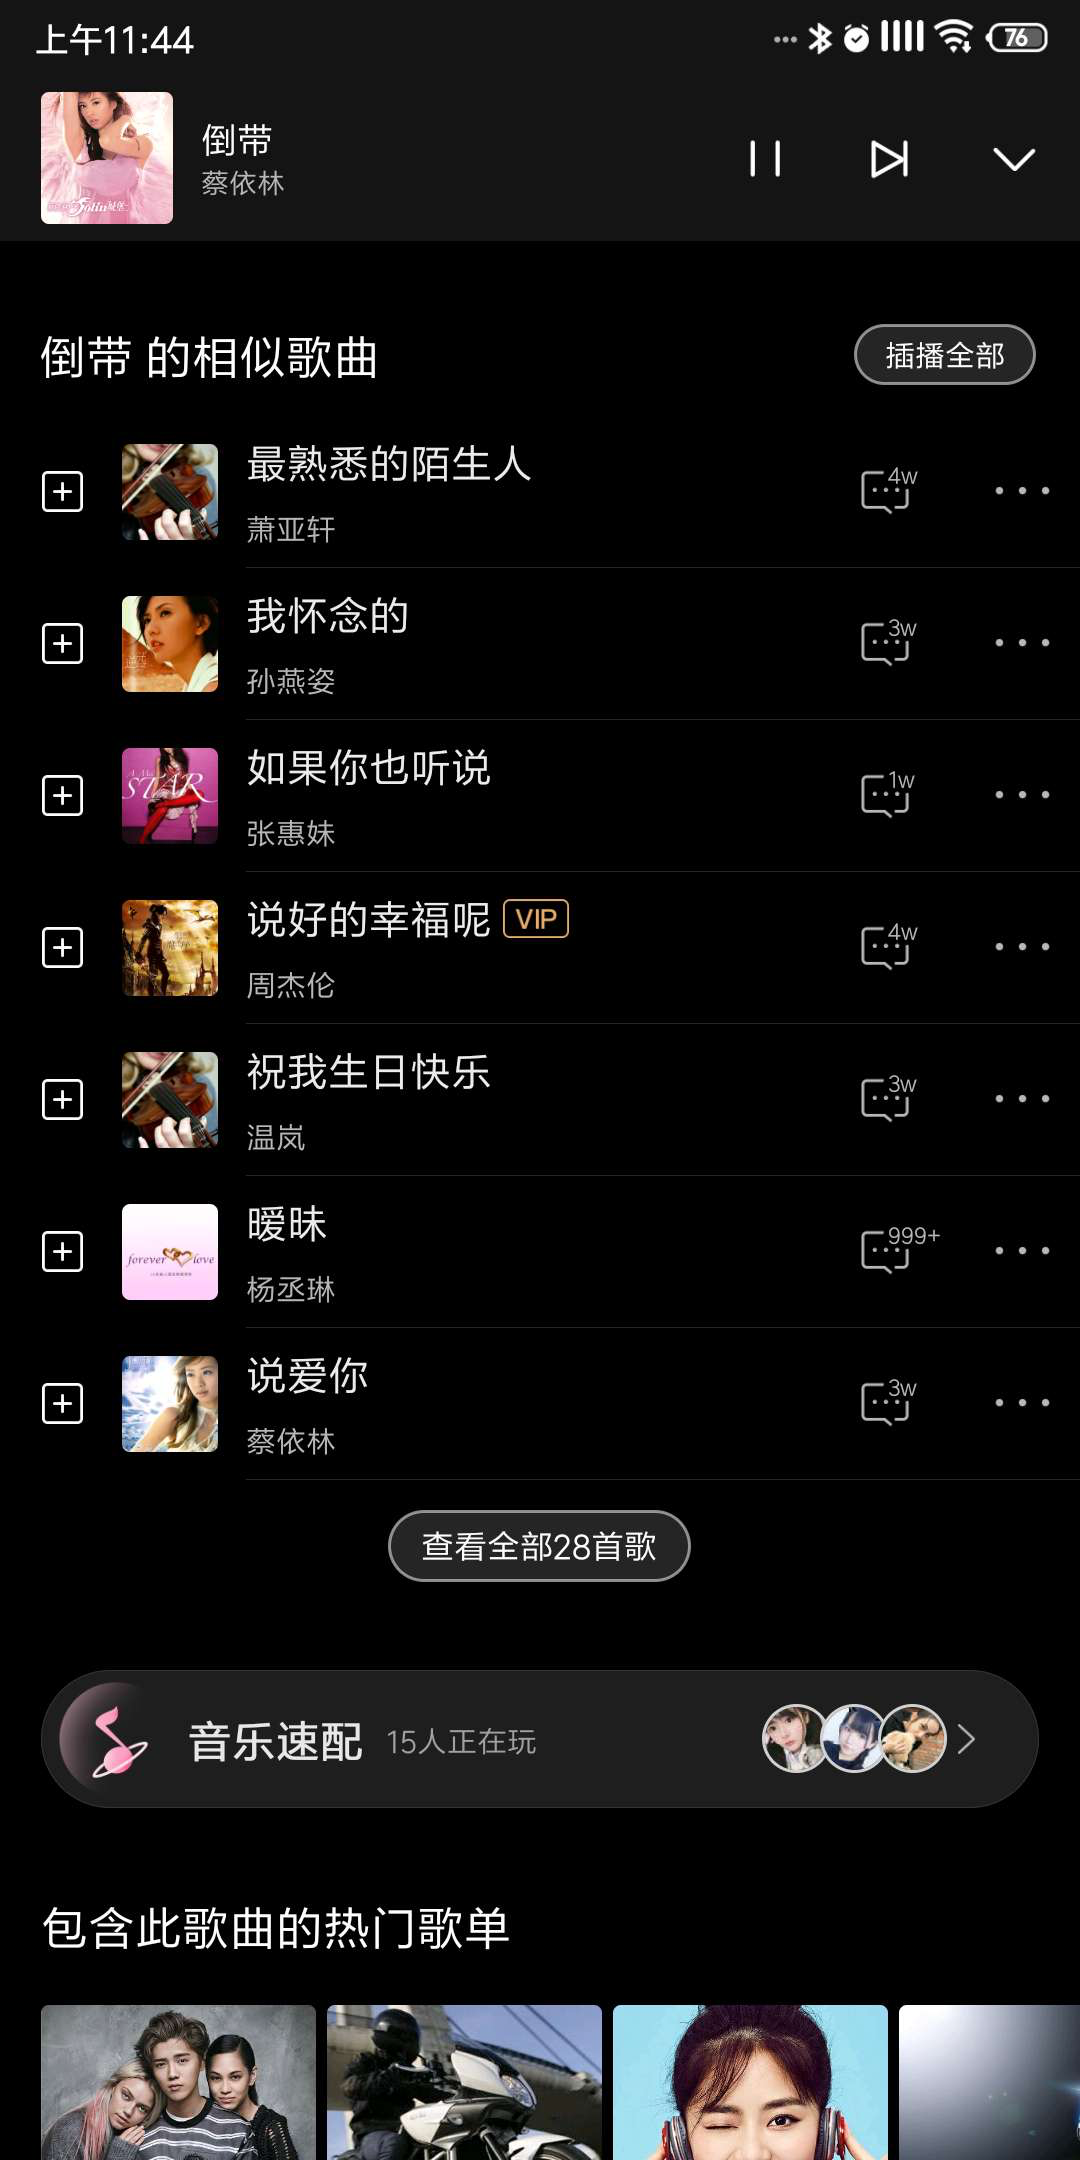 上午11:44
76
倒带
蔡依林
倒带 的相似歌曲
插播全部
最熟悉的陌生人
4w
萧亚轩
我怀念的
3w
孙燕姿
如果你也听说
1w
STAR
张惠妹
说好的幸福呢 VIP
4w
周杰伦
祝我生日快乐
3w
温岚
暧昧
999+
forever love
杨丞琳
说爱你
3w
蔡依林
查看全部28首歌
音乐速配 15人正在玩
包含此歌曲的热门歌单